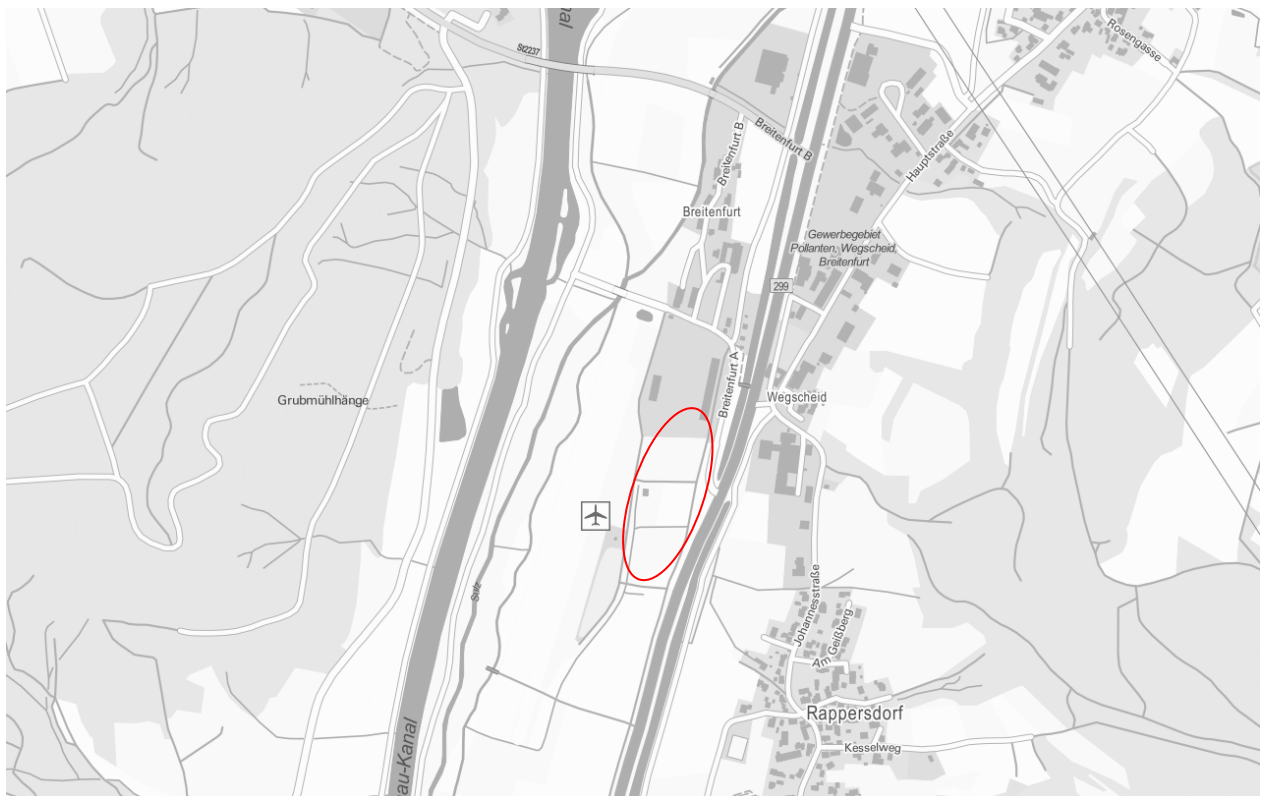 nal
St2237
Rosengasse
Breitenfurt B
Breitenfurt B
Hauptstraße
Breitenfurt
Gewerbegebiet
Pollanten, Wegscheid,
Breitenfurt
299
Breitenfurt A
Wegscheid
Grubmühlhänge
Sulz
Johannesstraße
Am Geißberg
Rappersdorf
Kesselweg
au-Kanal